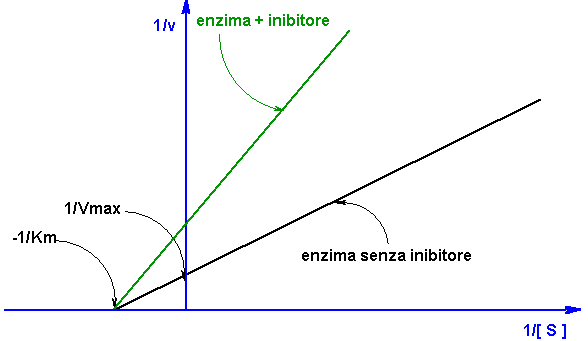 enzima + inibitore
1/v
1/Vmax
-1/Km
enzima senza inibitore
1/[ S ]